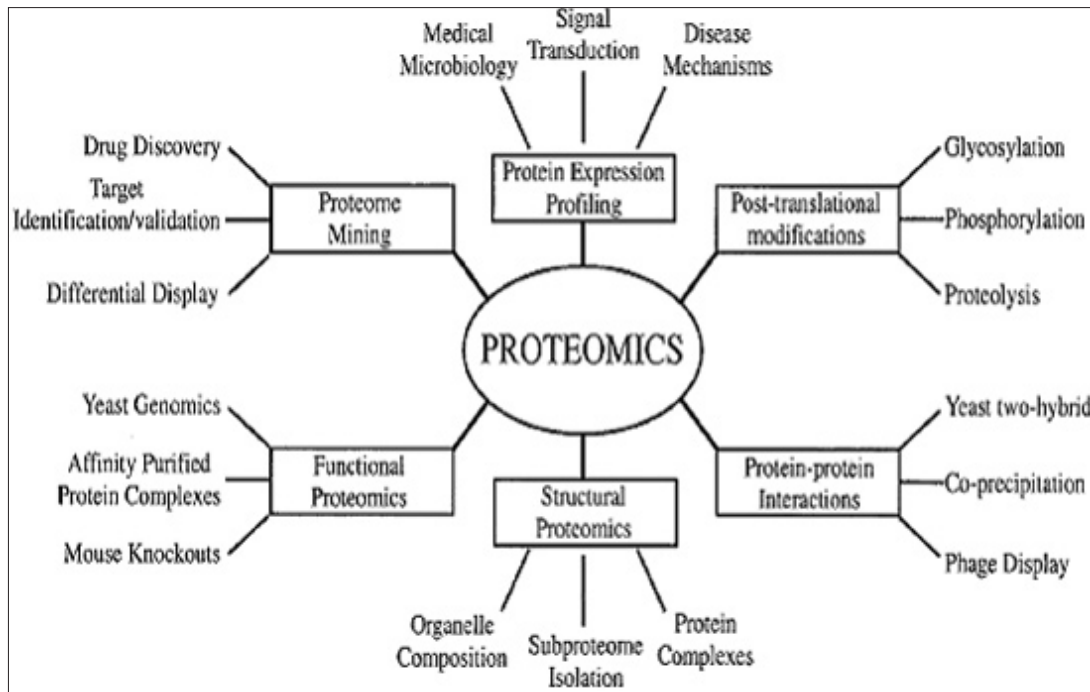 Medical
Microbiology
Signal
Transduction
Disease
Mechanisms
Protein Expression
Profiling
Drug Discovery
Target
Identification/validation
Differential Display
Proteome
Mining
Post-translational
modifications
Glycosylation
Phosphorylation
Proteolysis
PROTEOMICS
Yeast Genomics
Affinity Purified
Protein Complexes
Mouse Knockouts
Functional
Proteomics
Structural
Proteomics
Protein-protein
Interactions
Yeast two-hybrid
Co-precipitation
Phage Display
Organelle
Composition
Subproteome
Isolation
Protein
Complexes